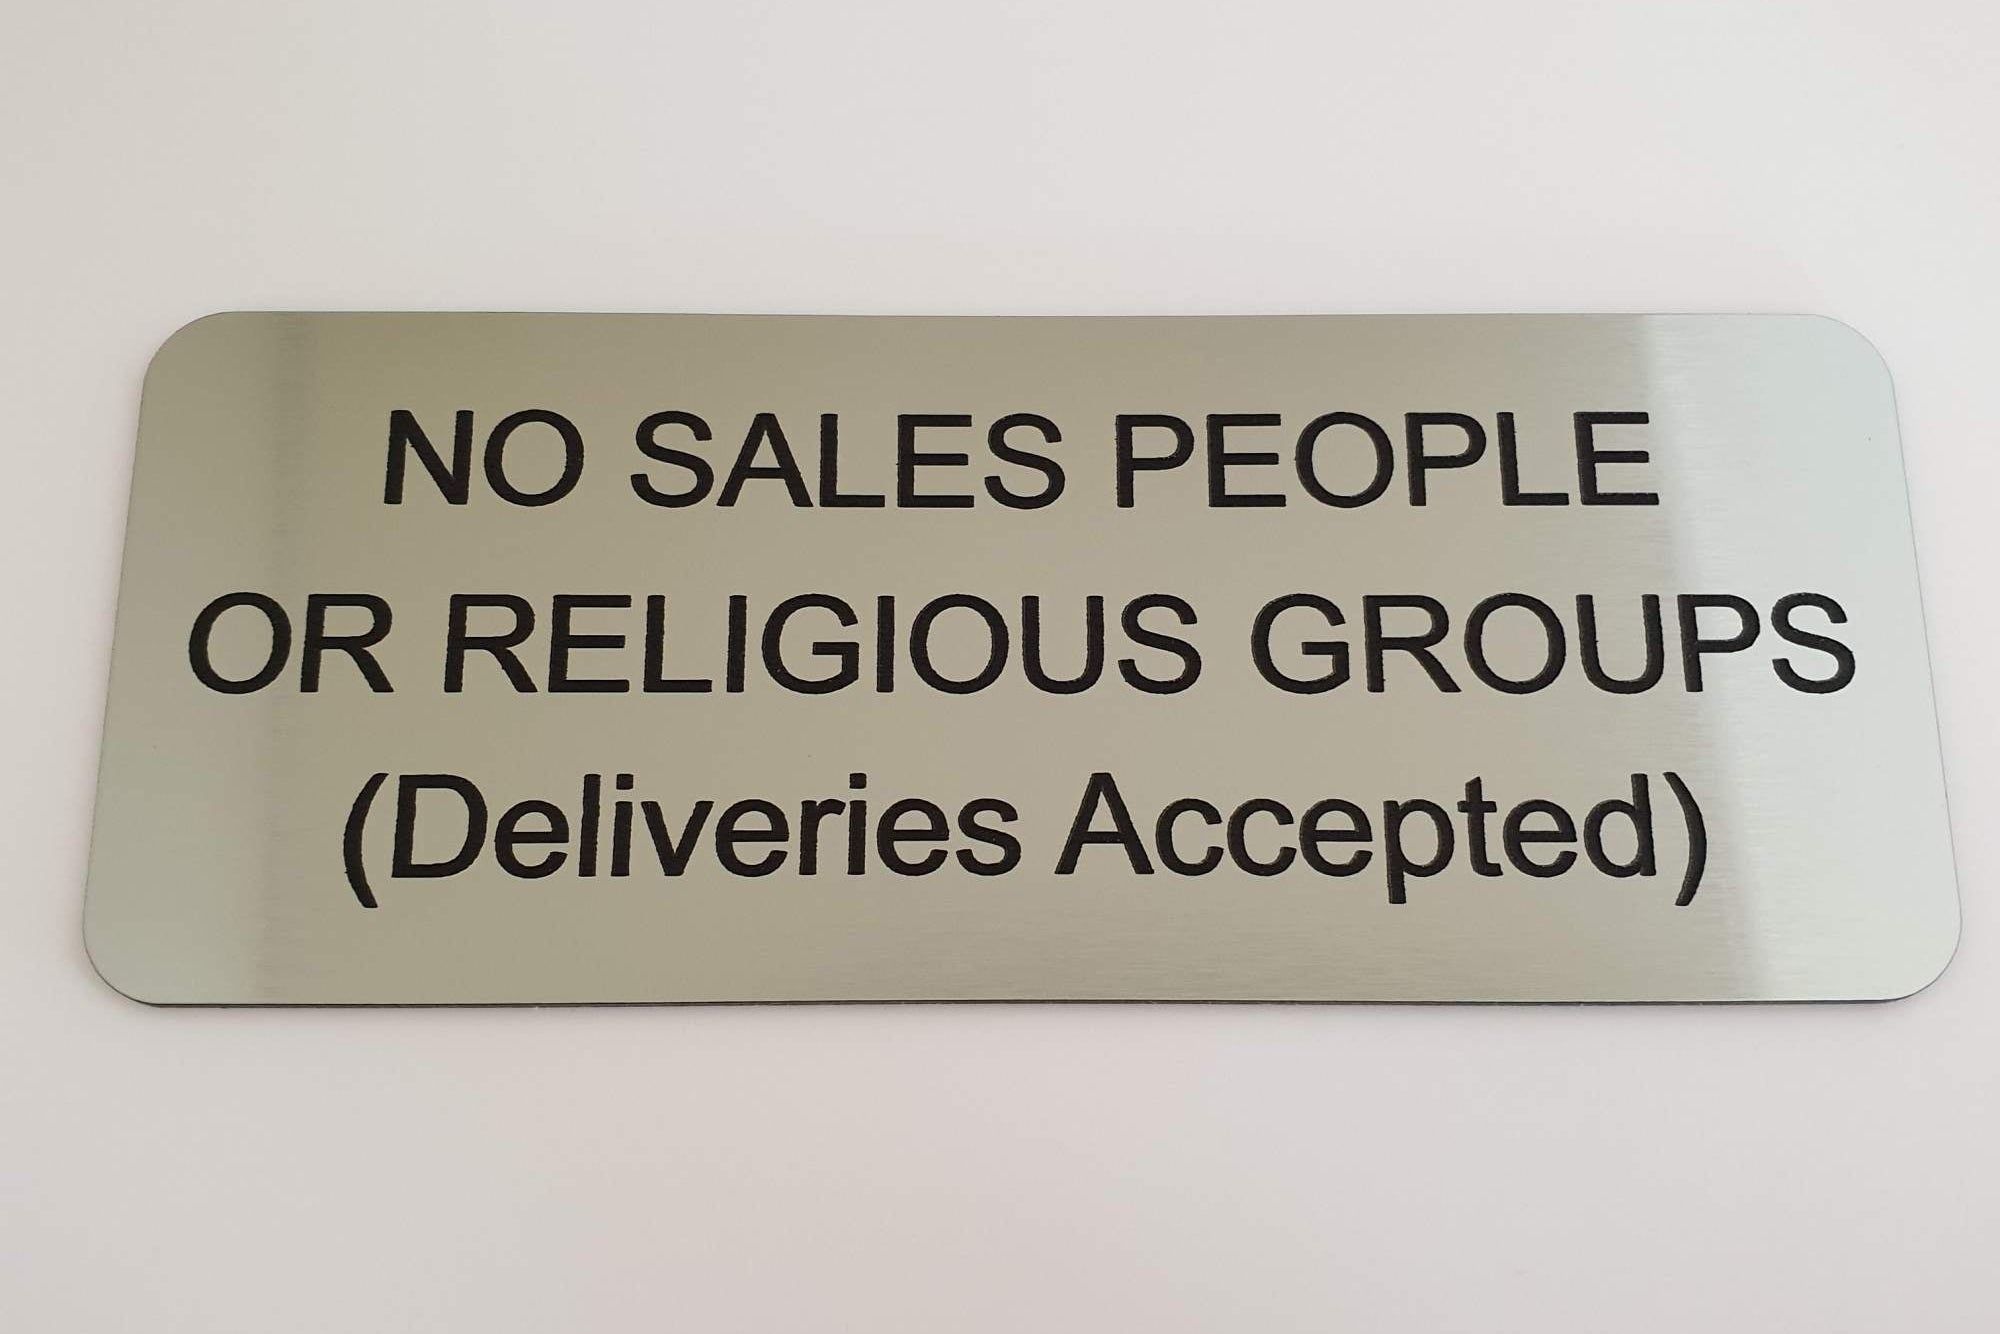 NO SALES PEOPLE
OR RELIGIOUS GROUPS
(Deliveries Accepted)